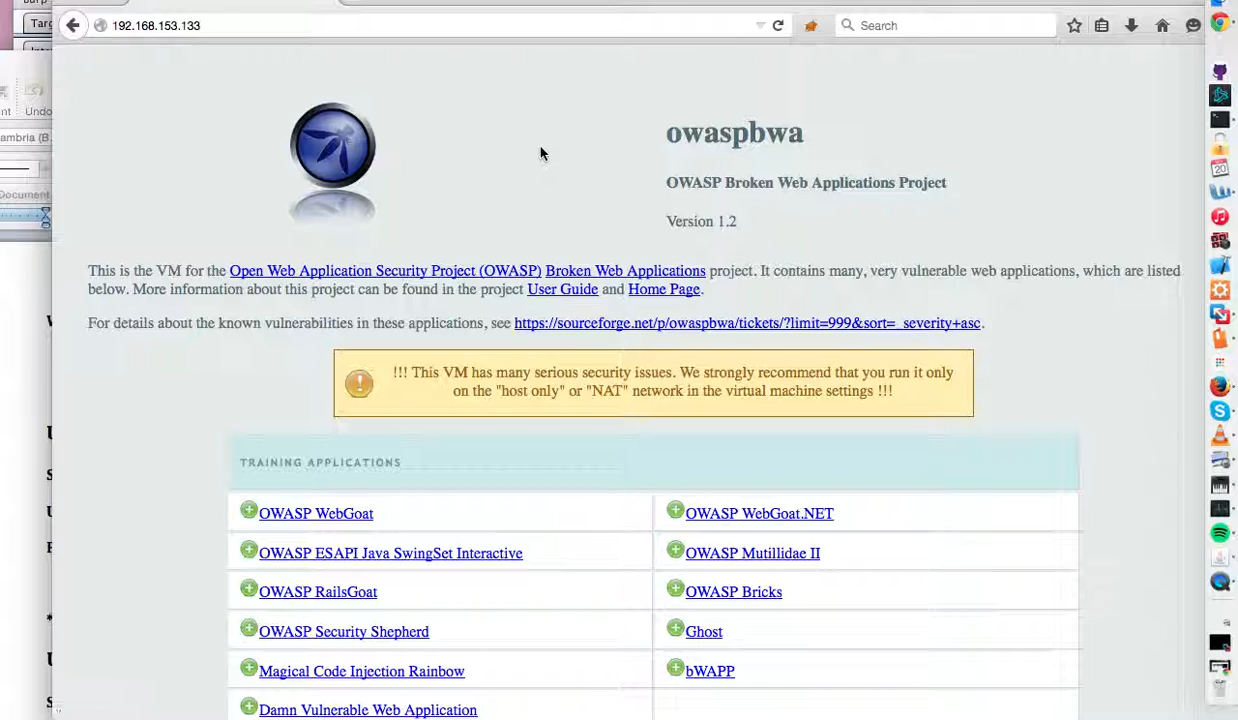 Targ
192.168.153.133
Search
Undo
ambria (B
Document
owaspbwa
OWASP Broken Web Applications Project
Version 1.2
This is the VM for the Open Web Application Security Project (OWASP) Broken Web Applications project. It contains many, very vulnerable web applications, which are listed
below. More information about this project can be found in the project User Guide and Home Page.
For details about the known vulnerabilities in these applications, see https://sourceforge.net/p/owaspbwa/tickets/?limit=999&sort=_severity+asc.
!!! This VM has many serious security issues. We strongly recommend that you run it only
on the "host only" or "NAT" network in the virtual machine settings !!!
TRAINING APPLICATIONS
OWASP WebGoat
OWASP WebGoat.NET
OWASP ESAPI Java SwingSet Interactive
OWASP Mutillidae II
OWASP RailsGoat
OWASP Bricks
OWASP Security Shepherd
Ghost
Magical Code Injection Rainbow
bWAPP
Damn Vulnerable Web Application
20